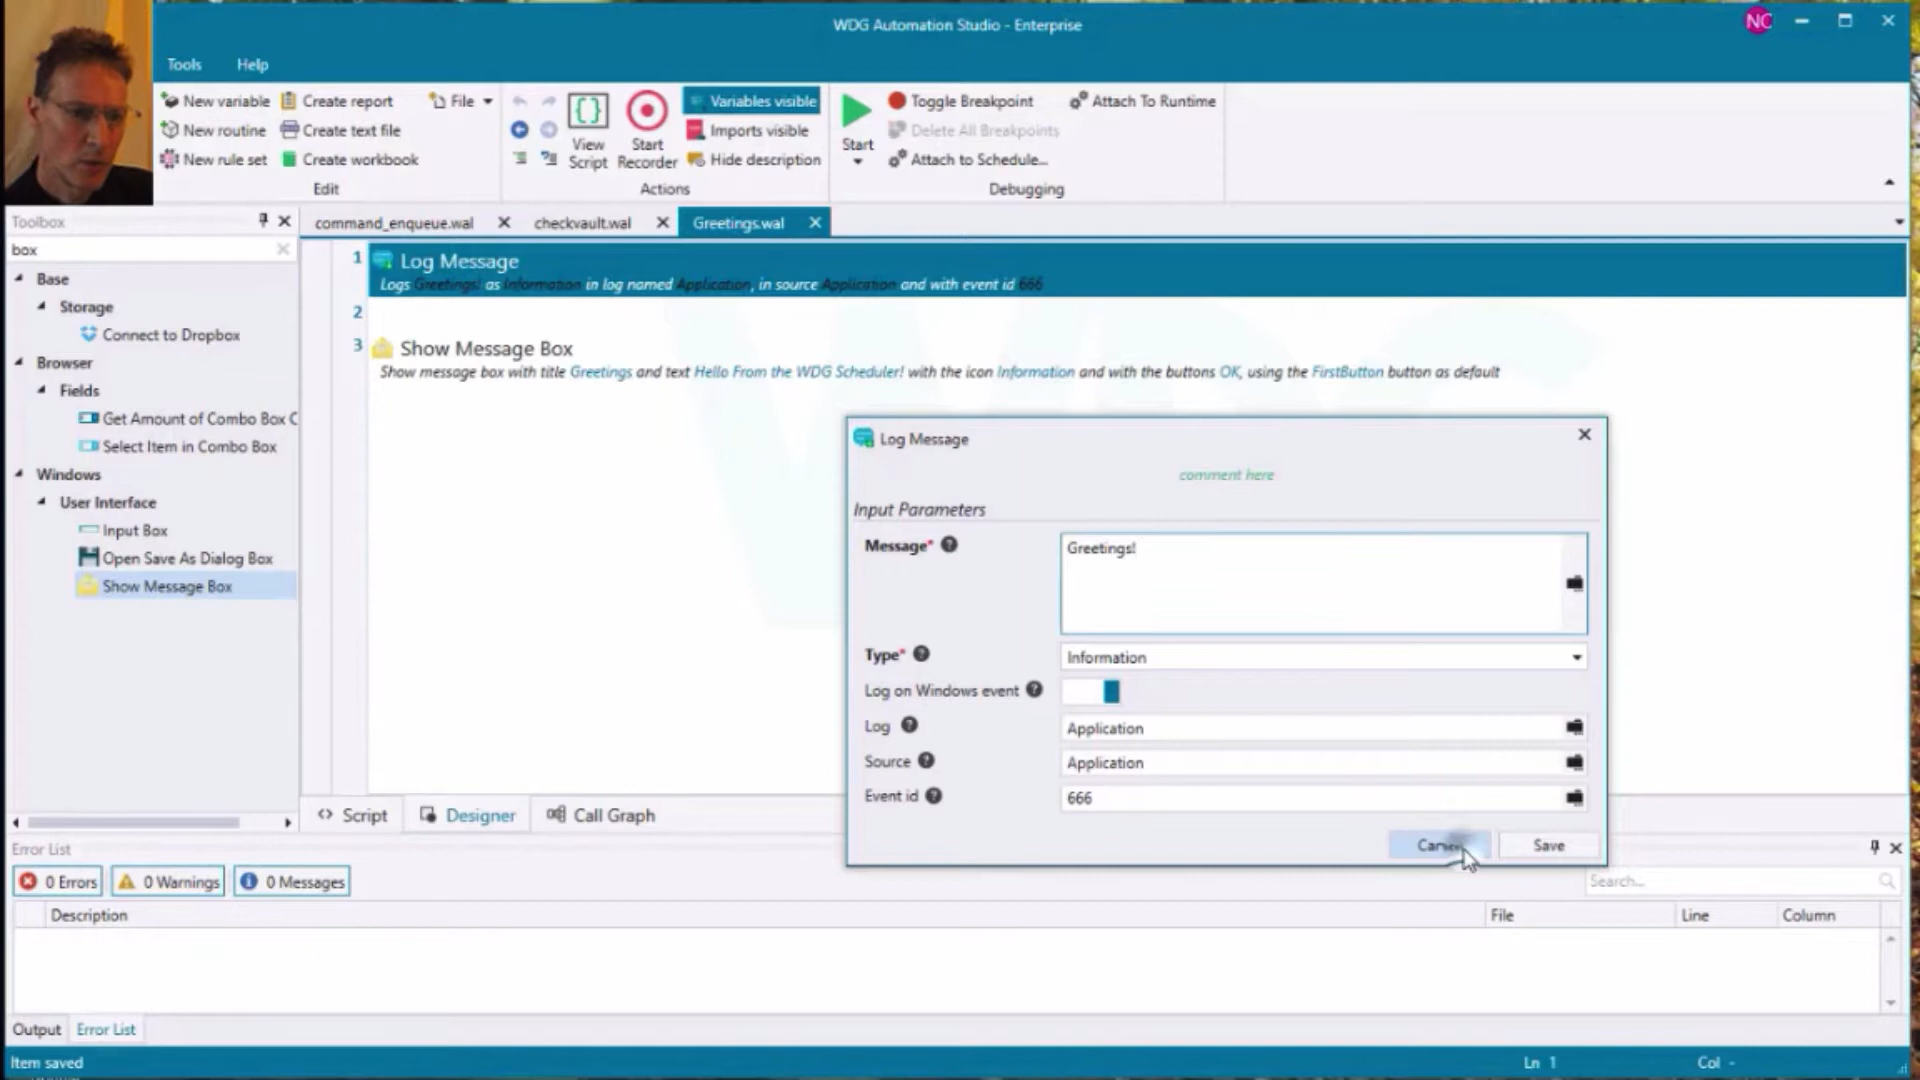 WDG Automation Studio - Enterprise
NC
Tools Help
New variable Create report File Variables visible Toggle Breakpoint Attach To Runtime
New routine Create text file View Script Start Recorder Imports visible Start Delete All Breakpoints
New rule set Create workbook Hide description Attach to Schedule...
Edit Actions Debugging
Toolbox
command_enqueue.wal checkvault.wal Greetings.wal
box
Base
Storage
Connect to Dropbox
Browser
Fields
Get Amount of Combo Box C
Select Item in Combo Box
Windows
User Interface
Input Box
Open Save As Dialog Box
Show Message Box
1 Log Message
Logs Greetings! as Information in log named Application, in source Application and with event id 666
2
3 Show Message Box
Show message box with title Greetings and text Hello From the WDG Scheduler! with the icon Information and with the buttons OK, using the FirstButton button as default
Log Message
comment here
Input Parameters
Message* Greetings!
Type* Information
Log on Windows event
Log Application
Source Application
Event id 666
Save
Script Designer Call Graph
Error List
0 Errors 0 Warnings 0 Messages
Search...
Description File Line Column
Output Error List
Item saved Ln 1 Col -